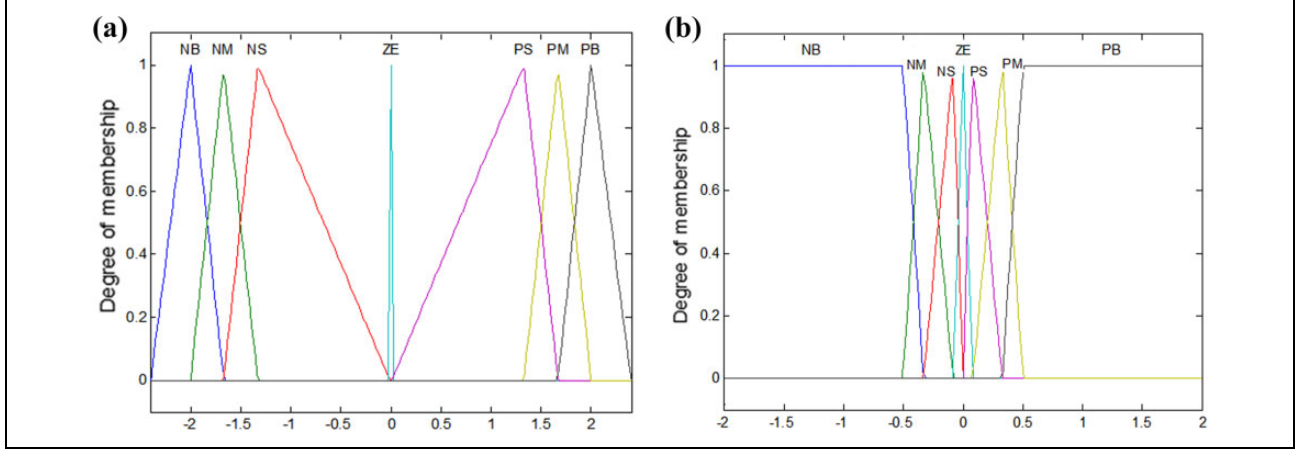 (a)
NB NM NS ZE PS PM PB
1
0.8
0.6
0.4
0.2
0
Degree of membership
-2 -1.5 -1 -0.5 0 0.5 1 1.5 2
(b)
NB ZE PB
NM NS PS PM
1
0.8
0.6
0.4
0.2
0
Degree of membership
-2 -1.5 -1 -0.5 0 0.5 1 1.5 2